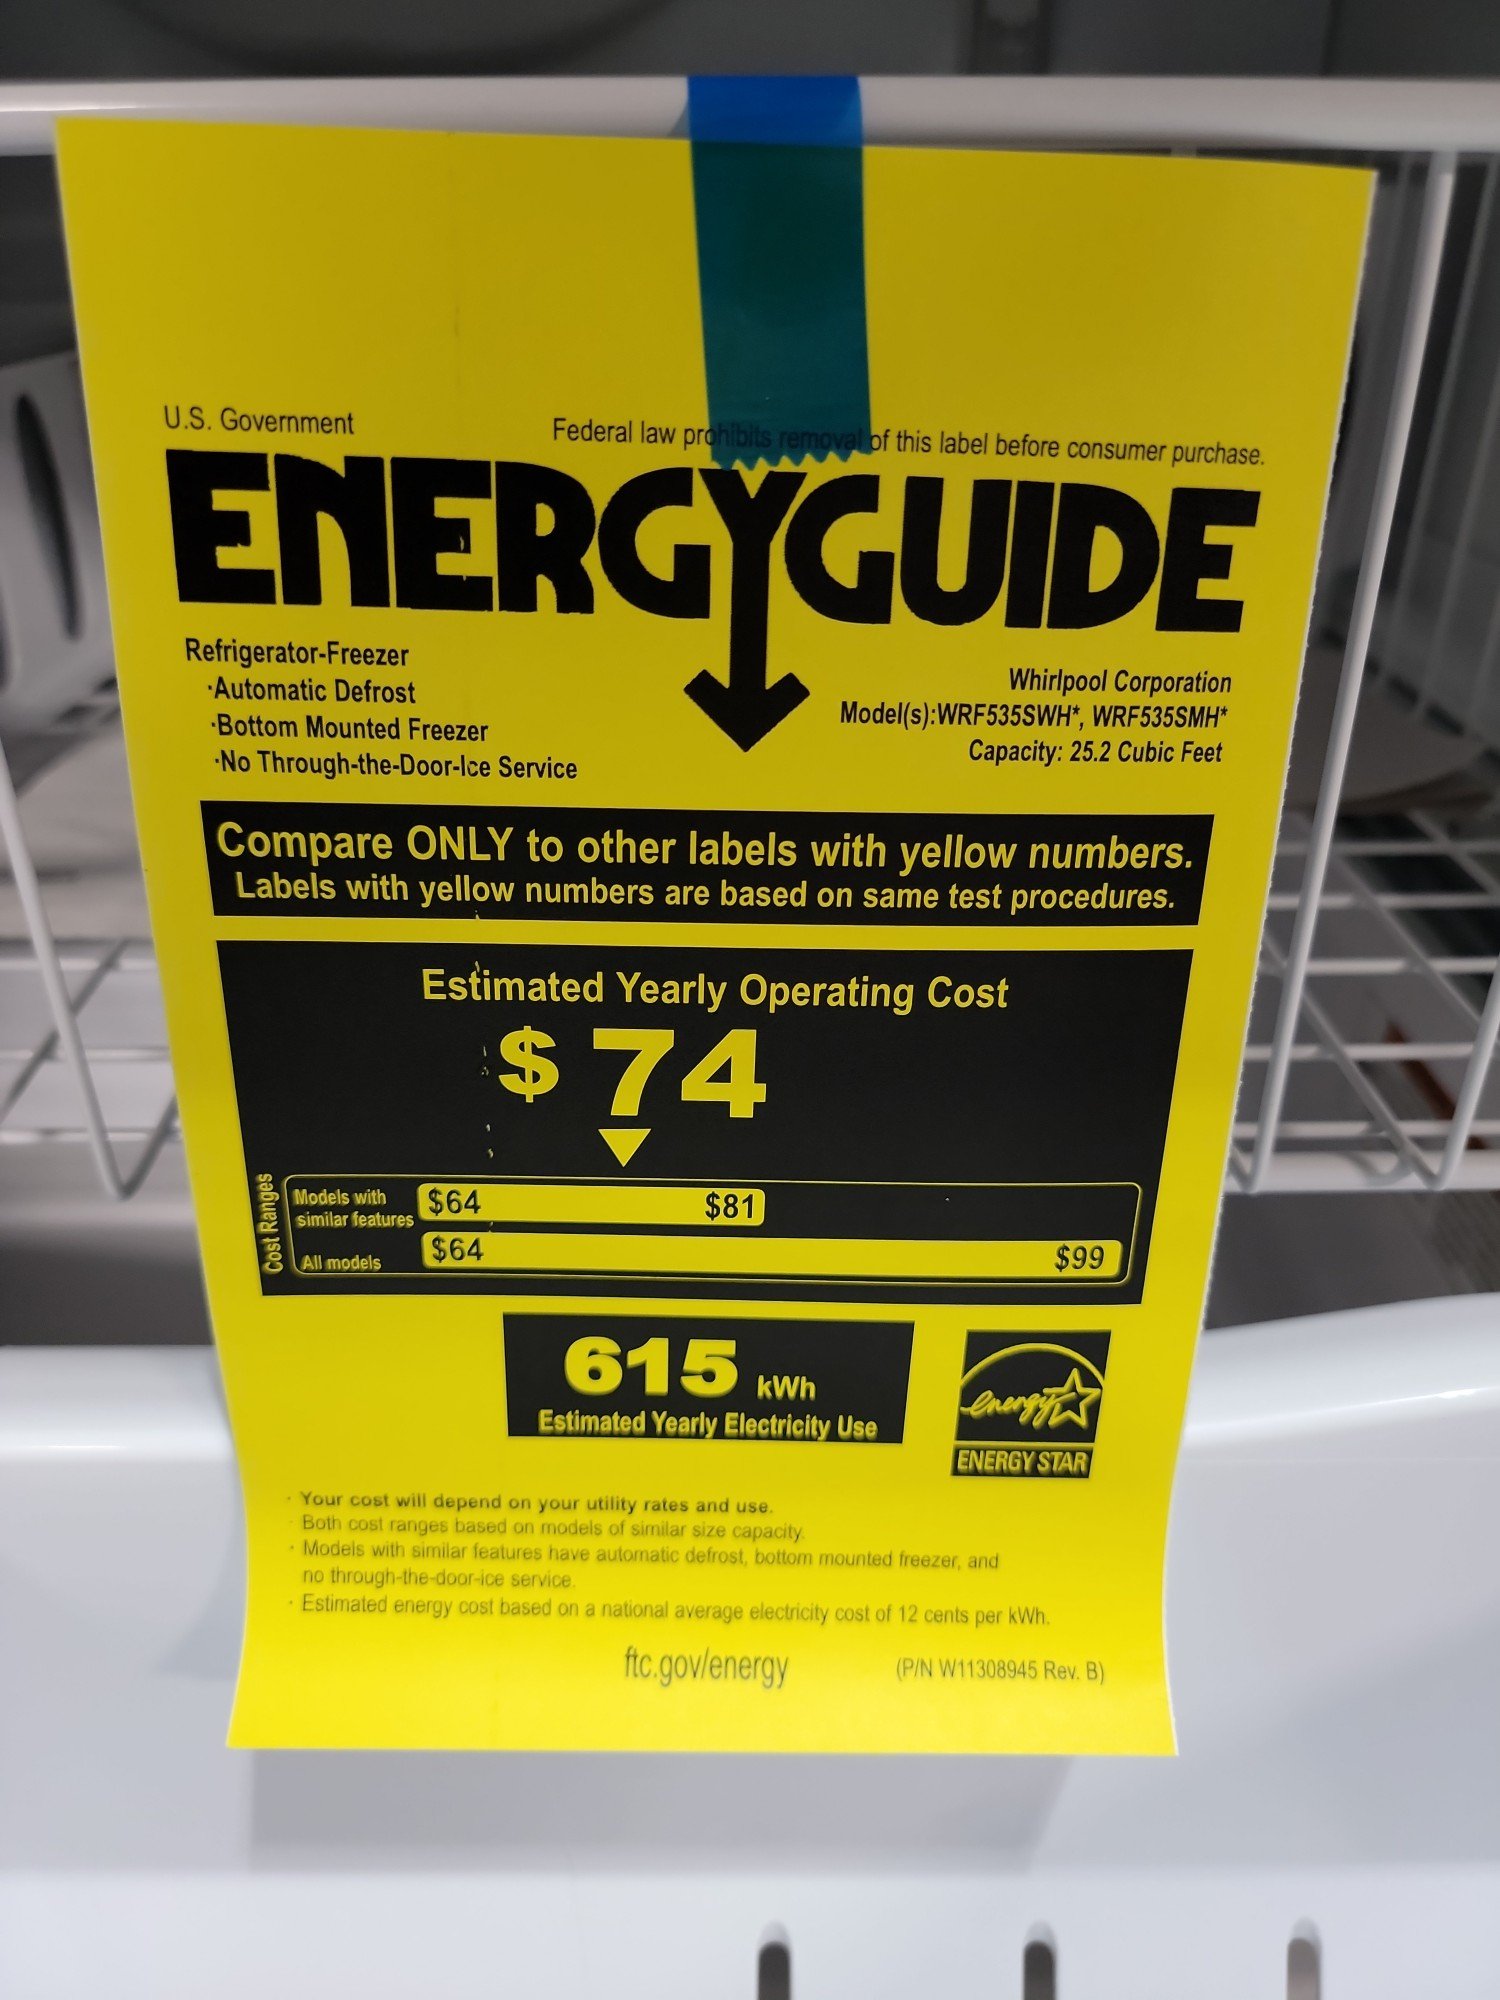 U.S. Government
Federal law prohibits removal of this label before consumer purchase.
ENERGYGUIDE
Refrigerator-Freezer
·Automatic Defrost
·Bottom Mounted Freezer
·No Through-the-Door-Ice Service
Whirlpool Corporation
Model(s):WRF535SWH*, WRF535SMH*
Capacity: 25.2 Cubic Feet
Compare ONLY to other labels with yellow numbers.
Labels with yellow numbers are based on same test procedures.
Estimated Yearly Operating Cost
$ 74
Cost Ranges
Models with
similar features
$64 $81
All models $64 $99
615 kWh
Estimated Yearly Electricity Use
energy
ENERGY STAR
· Your cost will depend on your utility rates and use.
· Both cost ranges based on models of similar size capacity.
· Models with similar features have automatic defrost, bottom mounted freezer, and
no through-the-door-ice service.
· Estimated energy cost based on a national average electricity cost of 12 cents per kWh.
ftc.gov/energy
(P/N W11308945 Rev. B)